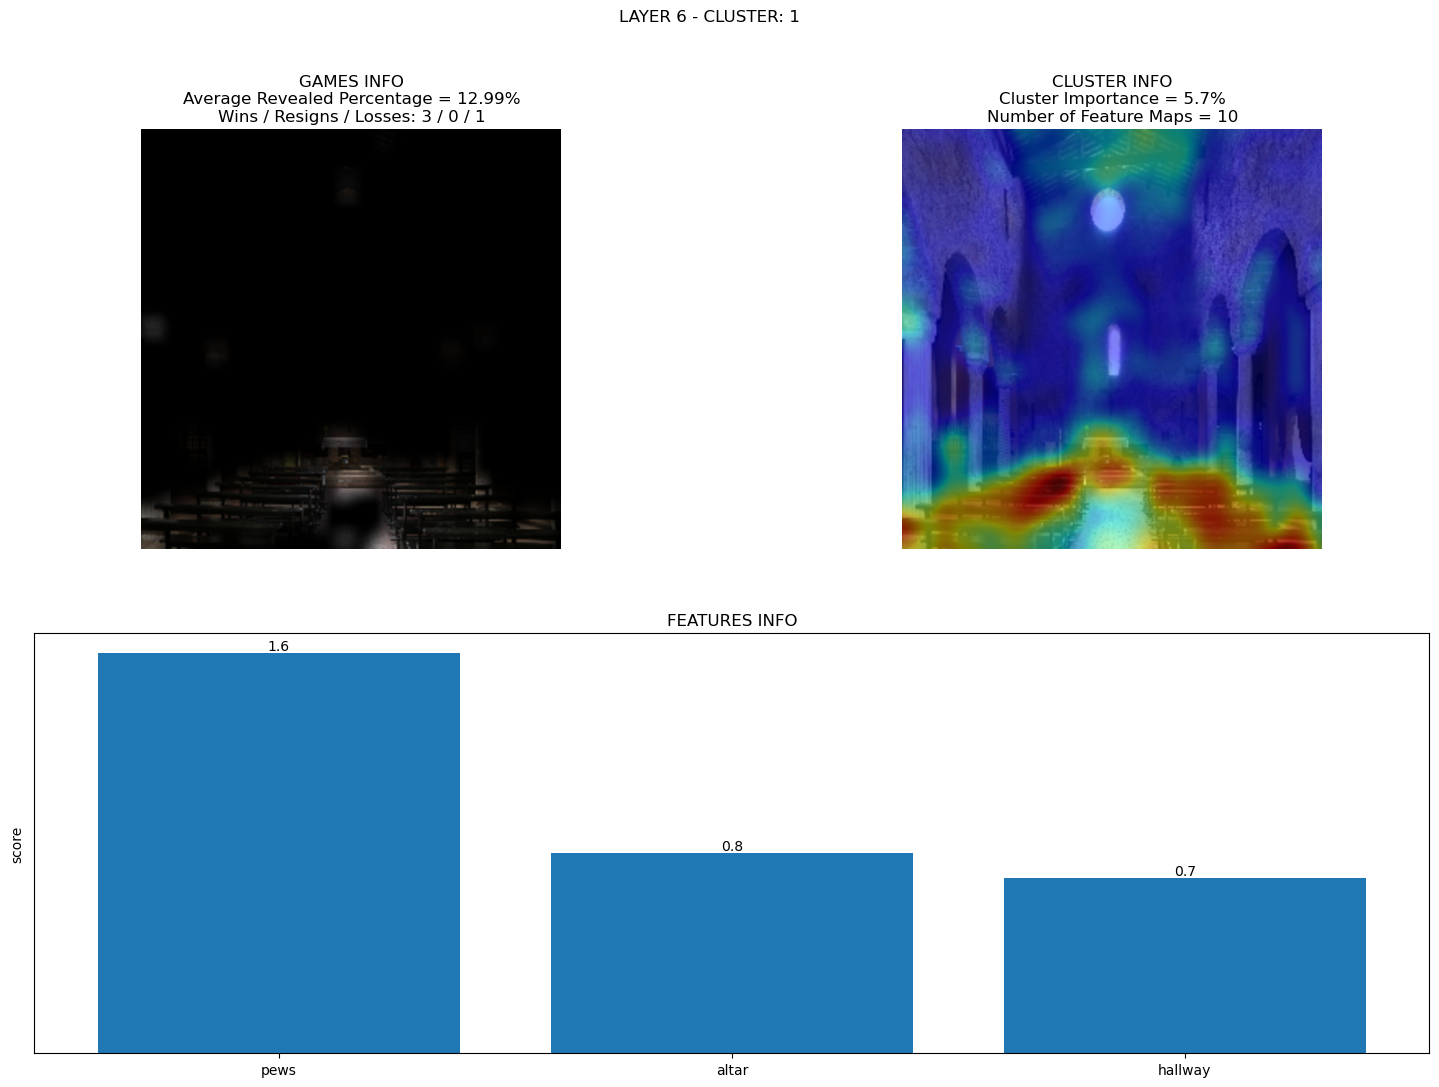 LAYER 6 - CLUSTER: 1
GAMES INFO
Average Revealed Percentage = 12.99%
Wins / Resigns / Losses: 3 / 0 / 1
CLUSTER INFO
Cluster Importance = 5.7%
Number of Feature Maps = 10
FEATURES INFO
score
1.6
0.8
0.7
pews
altar
hallway